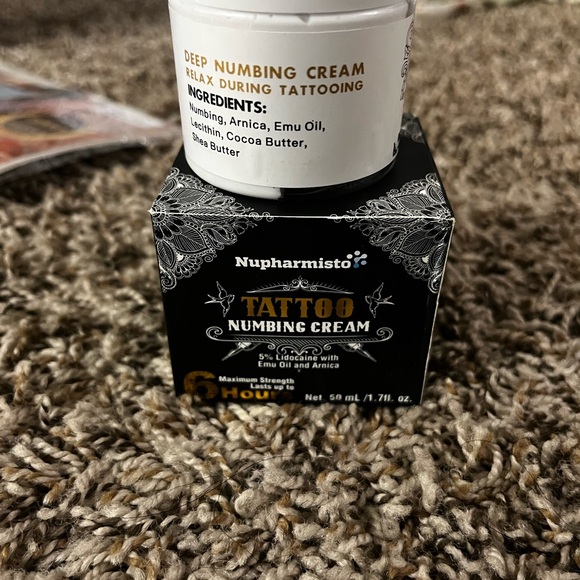 DEEP NUMBING CREAM
RELAX DURING TATTOOING
INGREDIENTS:
Numbing, Arnica, Emu Oil,
Lecithin, Cocoa Butter,
Shea Butter
Nupharmisto
TATTOO
NUMBING CREAM
5% Lidocaine with
Emu Oil and Arnica
6
Maximum Strength
Lasts up to
Hour
Net. 50 mL/1.7fl. oz.